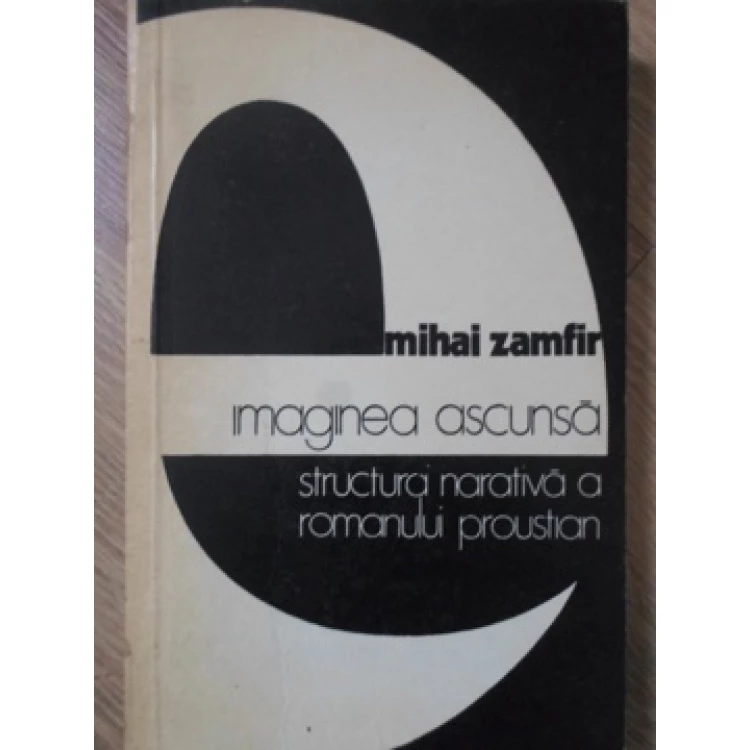 mihai zamfir
imaginea ascunsă
structura narativă a
romanului proustian